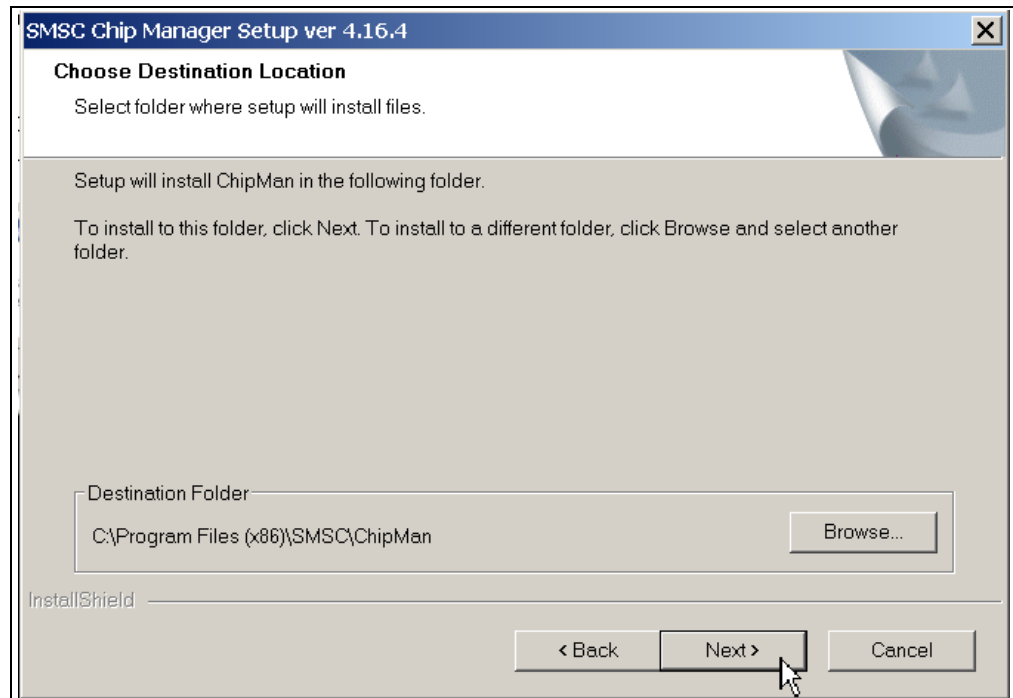 SMSC Chip Manager Setup ver 4.16.4
Choose Destination Location
Select folder where setup will install files.
Setup will install ChipMan in the following folder.
To install to this folder, click Next. To install to a different folder, click Browse and select another
folder.
Destination Folder
C:\Program Files (x86)\SMSC\ChipMan
Browse...
InstallShield
< Back
Next >
Cancel